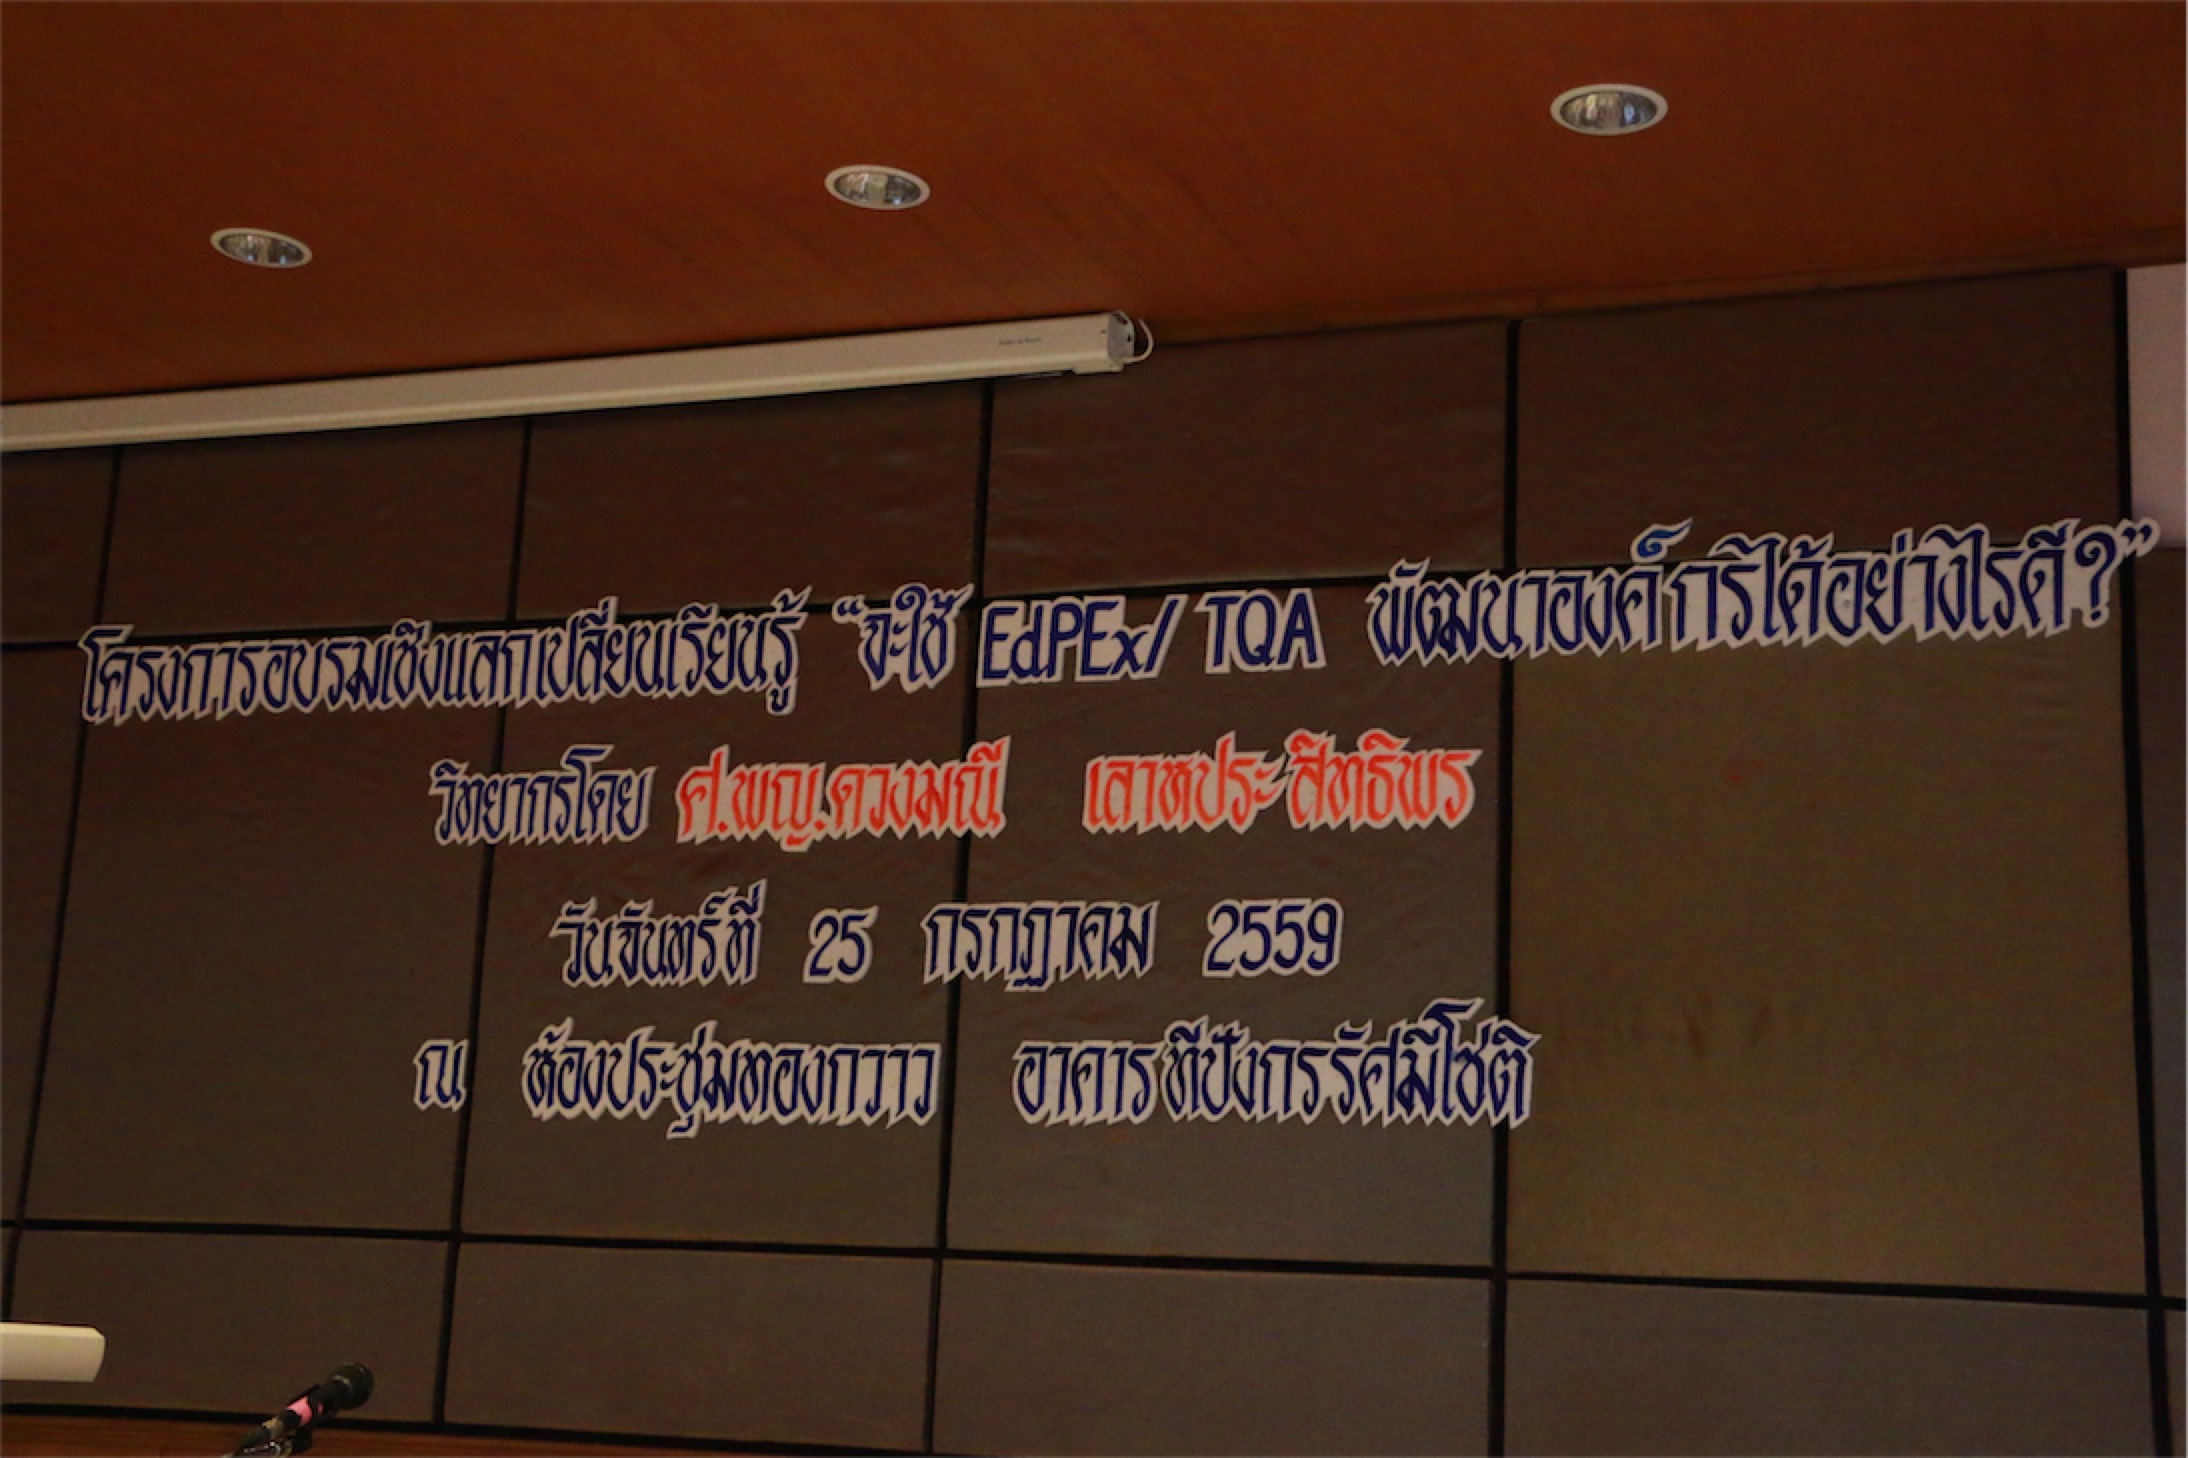 โครงการอบรมเชิงแลกเปลี่ยนเรียนรู้ “จะใช้ EdPEx/ TQA พัฒนาองค์กรได้อย่างไรดี?”
วิทยากรโดย ศ.พญ.ดวงมณี เลาหประสิทธิพร
วันจันทร์ที่ 25 กรกฎาคม 2559
ณ ห้องประชุมทองกวาว อาคารทีปังกรรัศมีโชติ